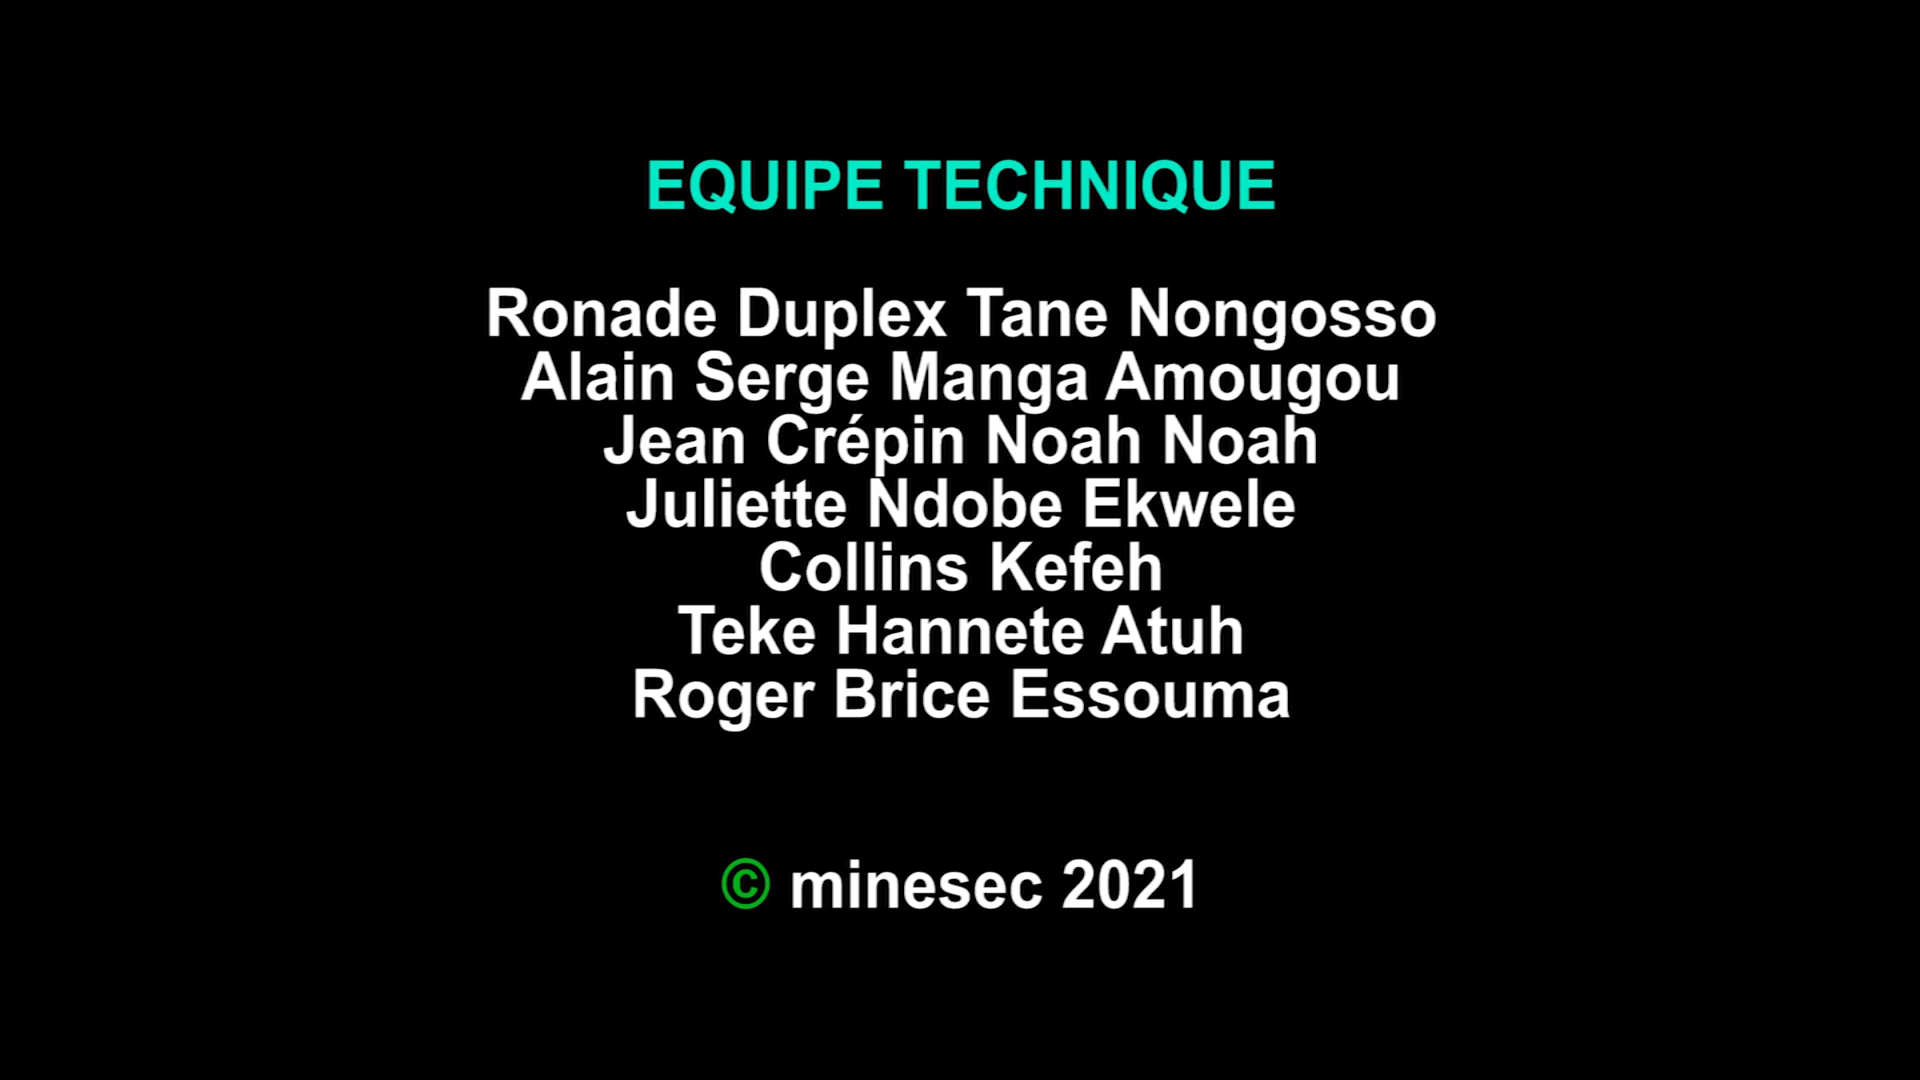 EQUIPE TECHNIQUE
Ronade Duplex Tane Nongosso
Alain Serge Manga Amougou
Jean Crépin Noah Noah
Juliette Ndobe Ekwele
Collins Kefeh
Teke Hannete Atuh
Roger Brice Essouma
© minesec 2021